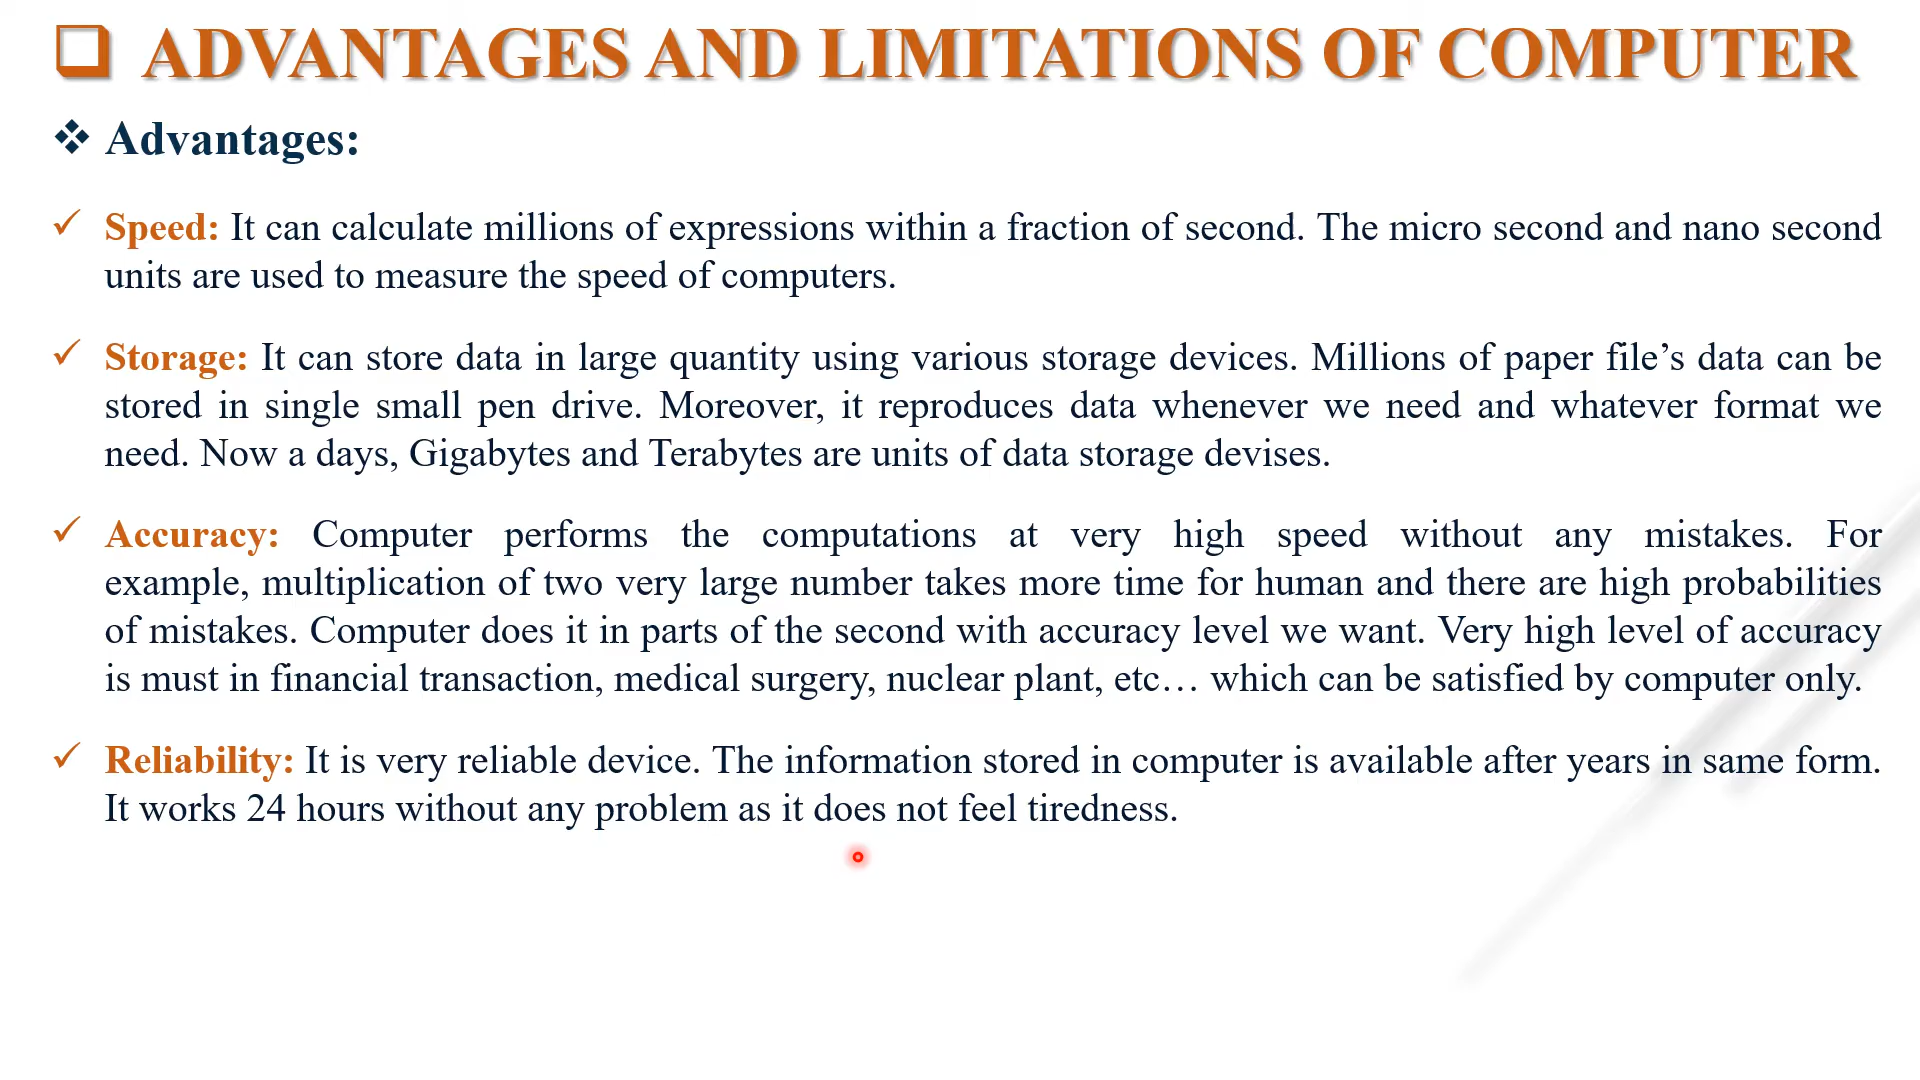 ADVANTAGES AND LIMITATIONS OF COMPUTER
Advantages:
Speed: It can calculate millions of expressions within a fraction of second. The micro second and nano second
units are used to measure the speed of computers.
Storage: It can store data in large quantity using various storage devices. Millions of paper file’s data can be
stored in single small pen drive. Moreover, it reproduces data whenever we need and whatever format we
need. Now a days, Gigabytes and Terabytes are units of data storage devises.
Accuracy: Computer performs the computations at very high speed without any mistakes. For
example, multiplication of two very large number takes more time for human and there are high probabilities
of mistakes. Computer does it in parts of the second with accuracy level we want. Very high level of accuracy
is must in financial transaction, medical surgery, nuclear plant, etc… which can be satisfied by computer only.
Reliability: It is very reliable device. The information stored in computer is available after years in same form.
It works 24 hours without any problem as it does not feel tiredness.